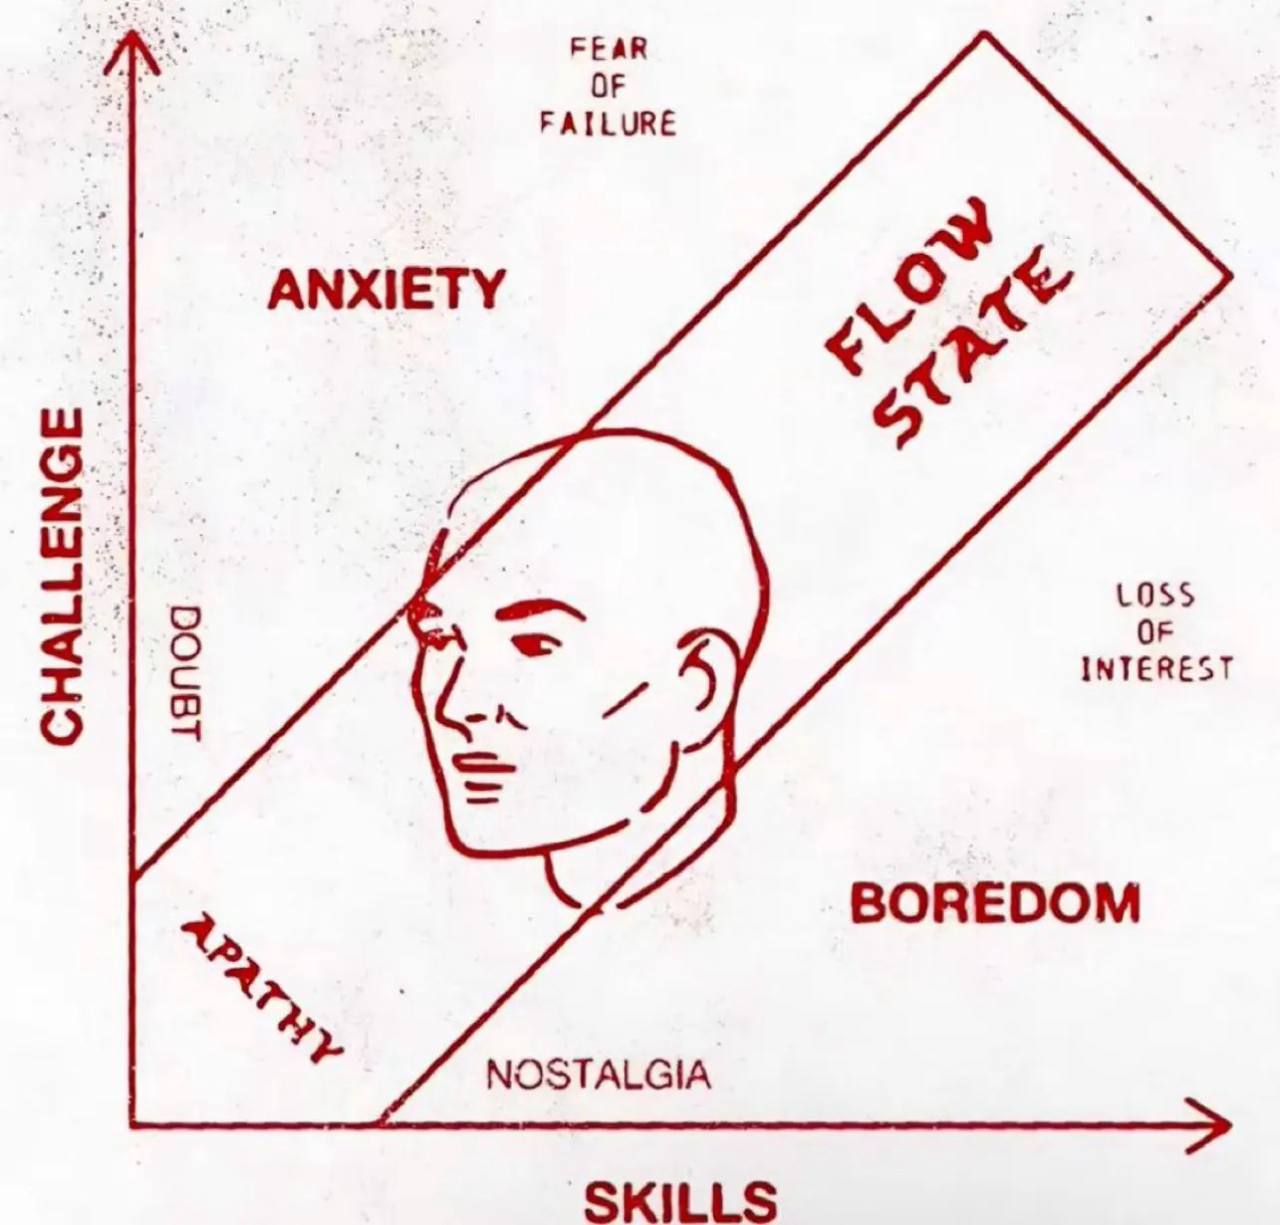 FEAR
OF
FAILURE
ANXIETY
FLOW
STATE
CHALLENGE
DOUBT
LOSS
OF
INTEREST
BOREDOM
APATHY
NOSTALGIA
SKILLS